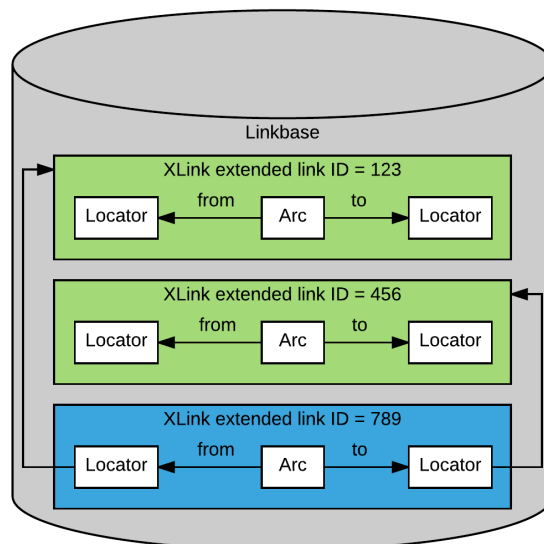 Linkbase
XLink extended link ID = 123
from to
Locator Arc Locator
XLink extended link ID = 456
from to
Locator Arc Locator
XLink extended link ID = 789
from to
Locator Arc Locator